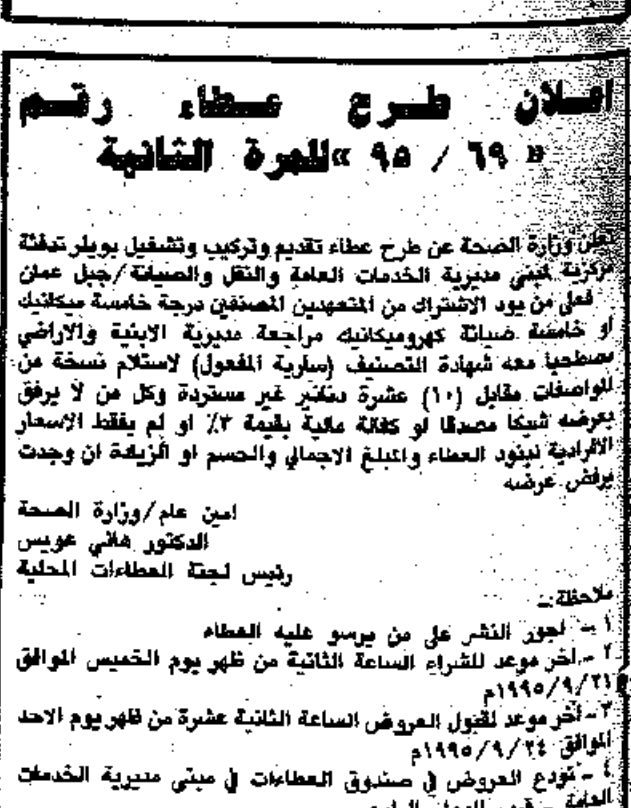 اعلان طرح عطاء رقم
« ٦٩ / ٩٥ » للمرة الثانية
تعلن وزارة الصحة عن طرح عطاء تقديم وتركيب وتشغيل بويلر تدفئة
مركزية لمبنى مديرية الخدمات العامة والنقل والصيانة/جبل عمان
فعلى من يود الاشتراك من المتعهدين المصنفين درجة خامسة ميكانيك
او خامسة صيانة كهروميكانيك مراجعة مديرية الابنية والاراضي
مصطحبا معه شهادة التصنيف (سارية المفعول) لاستلام نسخة من
المواصفات مقابل (١٠) عشرة دنانير غير مستردة وكل من لا يرفق
بعرضه شيكا مصدقا او كفالة مالية بقيمة ٣٪ او لم يفقط الاسعار
الافرادية لبنود العطاء والمبلغ الاجمالي والحسم او الزيادة ان وجدت
يرفض عرضه
امين عام/وزارة الصحة
الدكتور هاني عويس
رئيس لجنة العطاءات المحلية
ملاحظة:ـ
١ ـ اجور النشر على من يرسو عليه العطاء
٢ ـ اخر موعد للشراء الساعة الثانية من ظهر يوم الخميس الموافق
١٩٩٥/٩/٢١م
٣ ـ اخر موعد لقبول العروض الساعة الثانية عشرة من ظهر يوم الاحد
الموافق ١٩٩٥/٩/٢٤م
٤ ـ تودع العروض في صندوق العطاءات في مبنى مديرية الخدمات
العامة ـ قرب